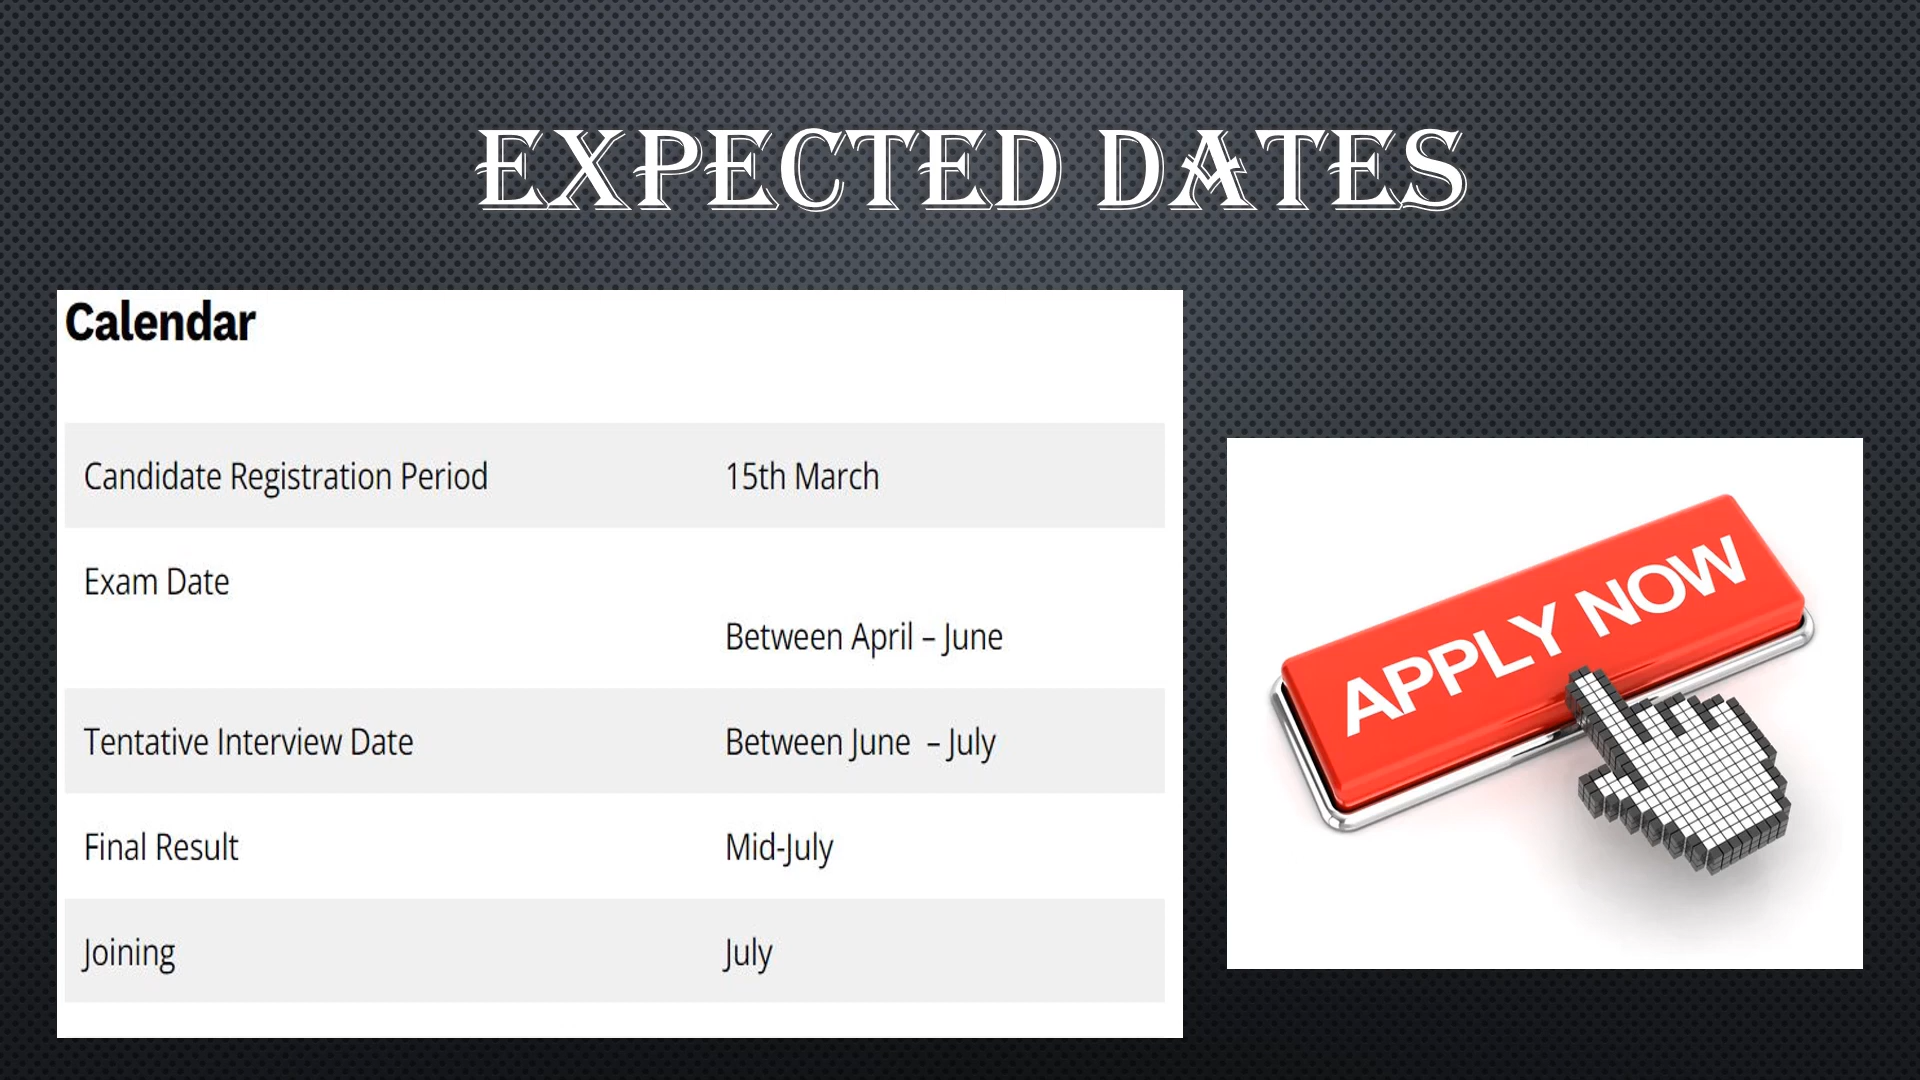 EXPECTED DATES
Calendar
Candidate Registration Period 15th March
Exam Date
Between April – June
Tentative Interview Date Between June – July
Final Result Mid-July
Joining July
APPLY NOW